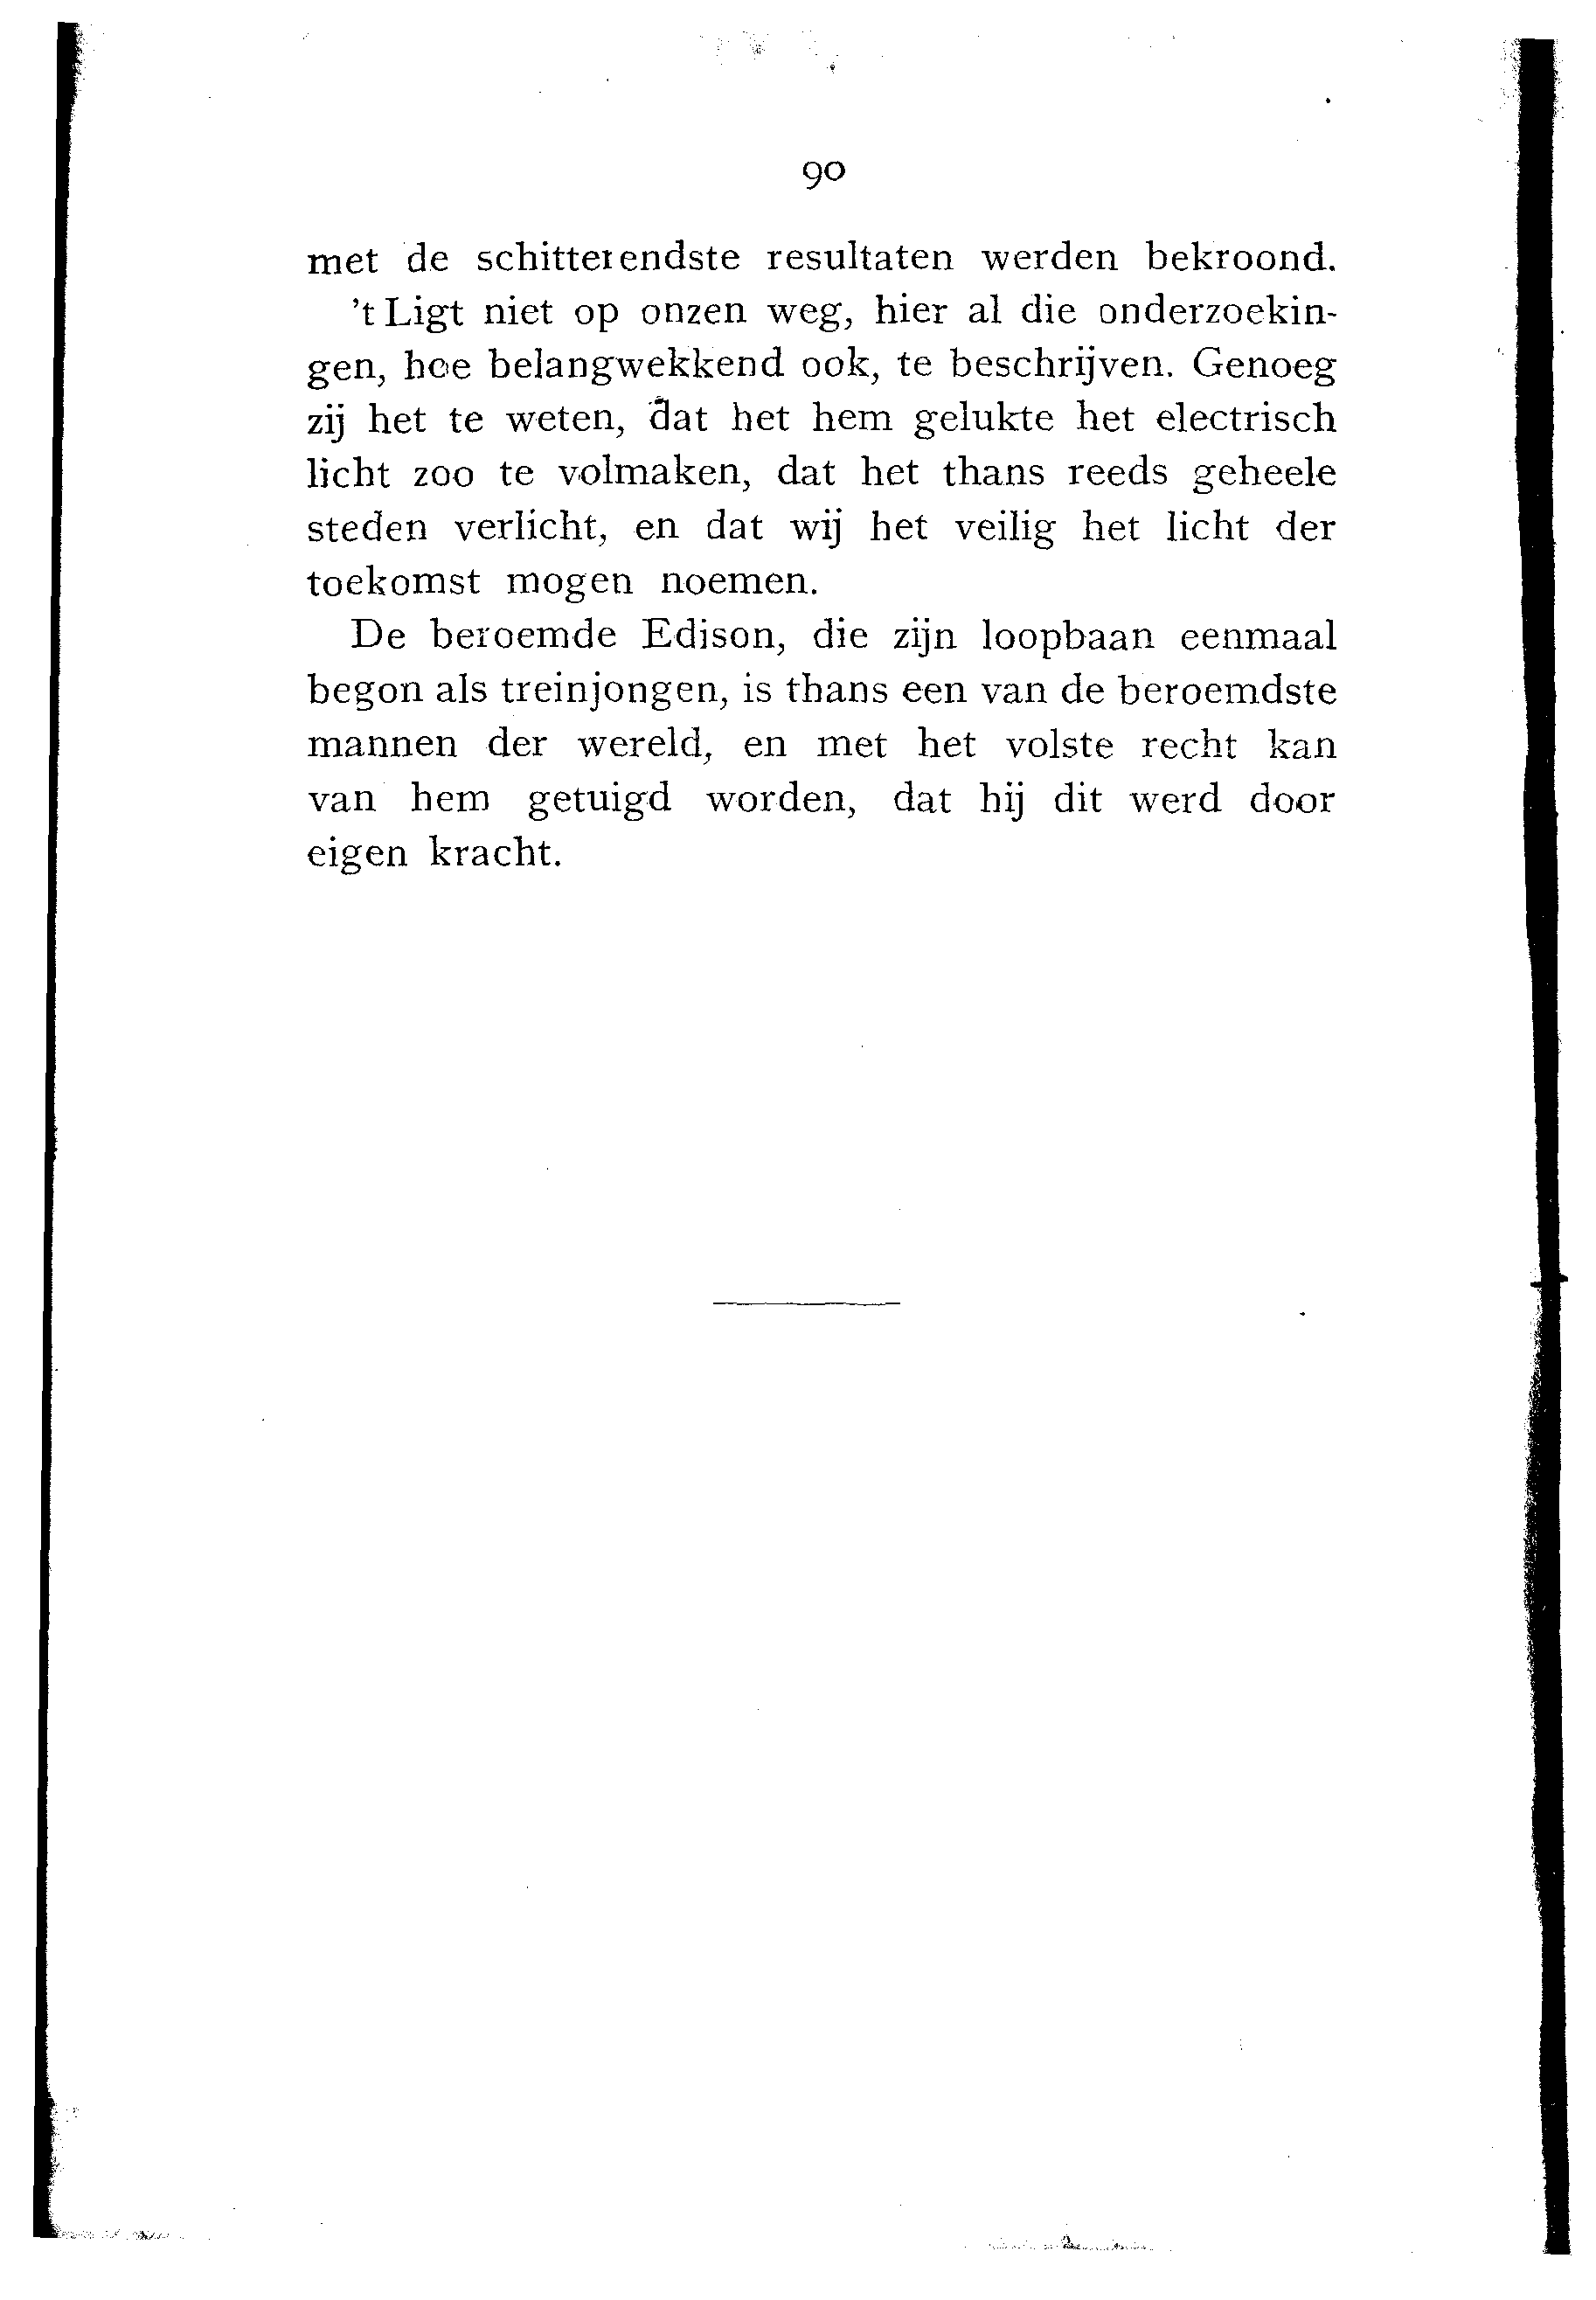 90
met de schitterendste resultaten werden bekroond.
't Ligt niet op onzen weg, hier al die onderzoekin-
gen, hoe belangwekkend ook, te beschrijven. Genoeg
zij het te weten, dat het hem gelukte het electrisch
licht zoo te volmaken, dat het thans reeds geheele
steden verlicht, en dat wij het veilig het licht der
toekomst mogen noemen.
De beroemde Edison, die zijn loopbaan eenmaal
begon als treinjongen, is thans een van de beroemdste
mannen der wereld, en met het volste recht kan
van hem getuigd worden, dat hij dit werd door
eigen kracht.